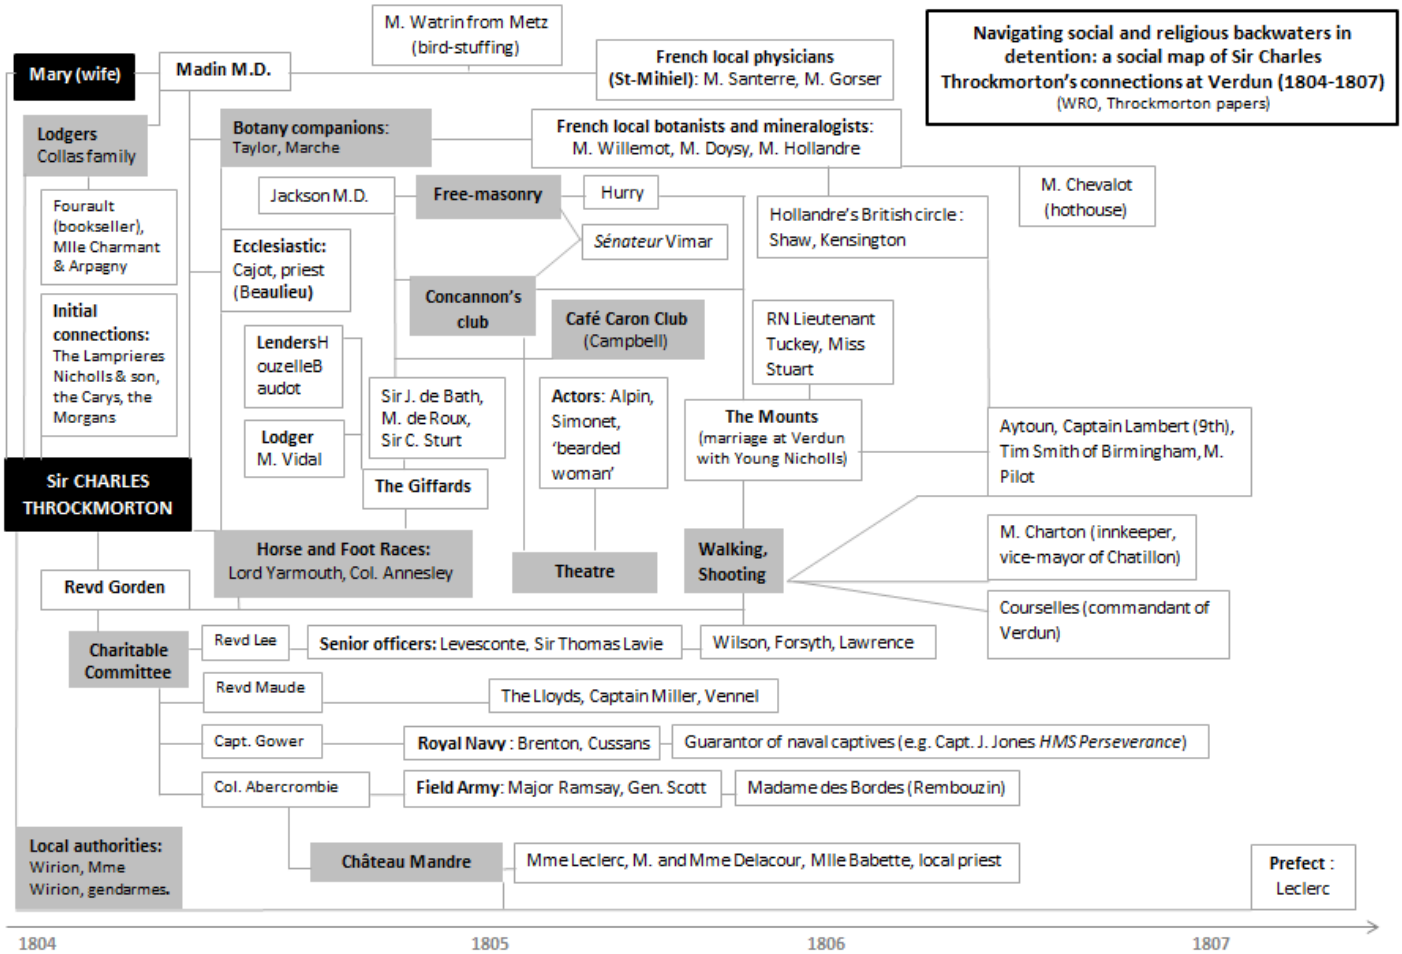 M. Watrin from Metz
(bird-stuffing)
Navigating social and religious backwaters in
detention: a social map of Sir Charles
Throckmorton's connections at Verdun (1804-1807)
(WRO, Throckmorton papers)
Mary (wife)
Madin M.D.
French local physicians
(St-Mihiel): M. Santerre, M. Gorser
Lodgers
Collas family
Botany companions:
Taylor, Marche
French local botanists and mineralogists:
M. Willemot, M. Doysy, M. Hollandre
M. Chevalot
(hothouse)
Fourault
(bookseller),
Mlle Charmant
& Arpagny
Jackson M.D.
Free-masonry
Hurry
Sénateur Vimar
Hollandre's British circle :
Shaw, Kensington
Ecclesiastic:
Cajot, priest
(Beaulieu)
Concannon's
club
Café Caron Club
(Campbell)
RN Lieutenant
Tuckey, Miss
Stuart
Initial
connections:
The Lamprieres
Nicholls & son,
the Carys, the
Morgans
LendersH
ouzelleB
audot
Lodger
M. Vidal
Sir J. de Bath,
M. de Roux,
Sir C. Sturt
The Giffards
Actors: Alpin,
Simonet,
'bearded
woman'
The Mounts
(marriage at Verdun
with Young Nicholls)
Aytoun, Captain Lambert (9th),
Tim Smith of Birmingham, M.
Pilot
Sir CHARLES
THROCKMORTON
Horse and Foot Races:
Lord Yarmouth, Col. Annesley
Theatre
Walking,
Shooting
M. Charton (innkeeper,
vice-mayor of Chatillon)
Revd Gorden
Courselles (commandant of
Verdun)
Charitable
Committee
Revd Lee
Senior officers: Levesconte, Sir Thomas Lavie
Wilson, Forsyth, Lawrence
Revd Maude
The Lloyds, Captain Miller, Vennel
Capt. Gower
Royal Navy : Brenton, Cussans
Guarantor of naval captives (e.g. Capt. J. Jones HMS Perseverance)
Col. Abercrombie
Field Army: Major Ramsay, Gen. Scott
Madame des Bordes (Rembouzin)
Local authorities:
Wirion, Mme
Wirion, gendarmes.
Château Mandre
Mme Leclerc, M. and Mme Delacour, Mlle Babette, local priest
Prefect :
Leclerc
1804
1805
1806
1807